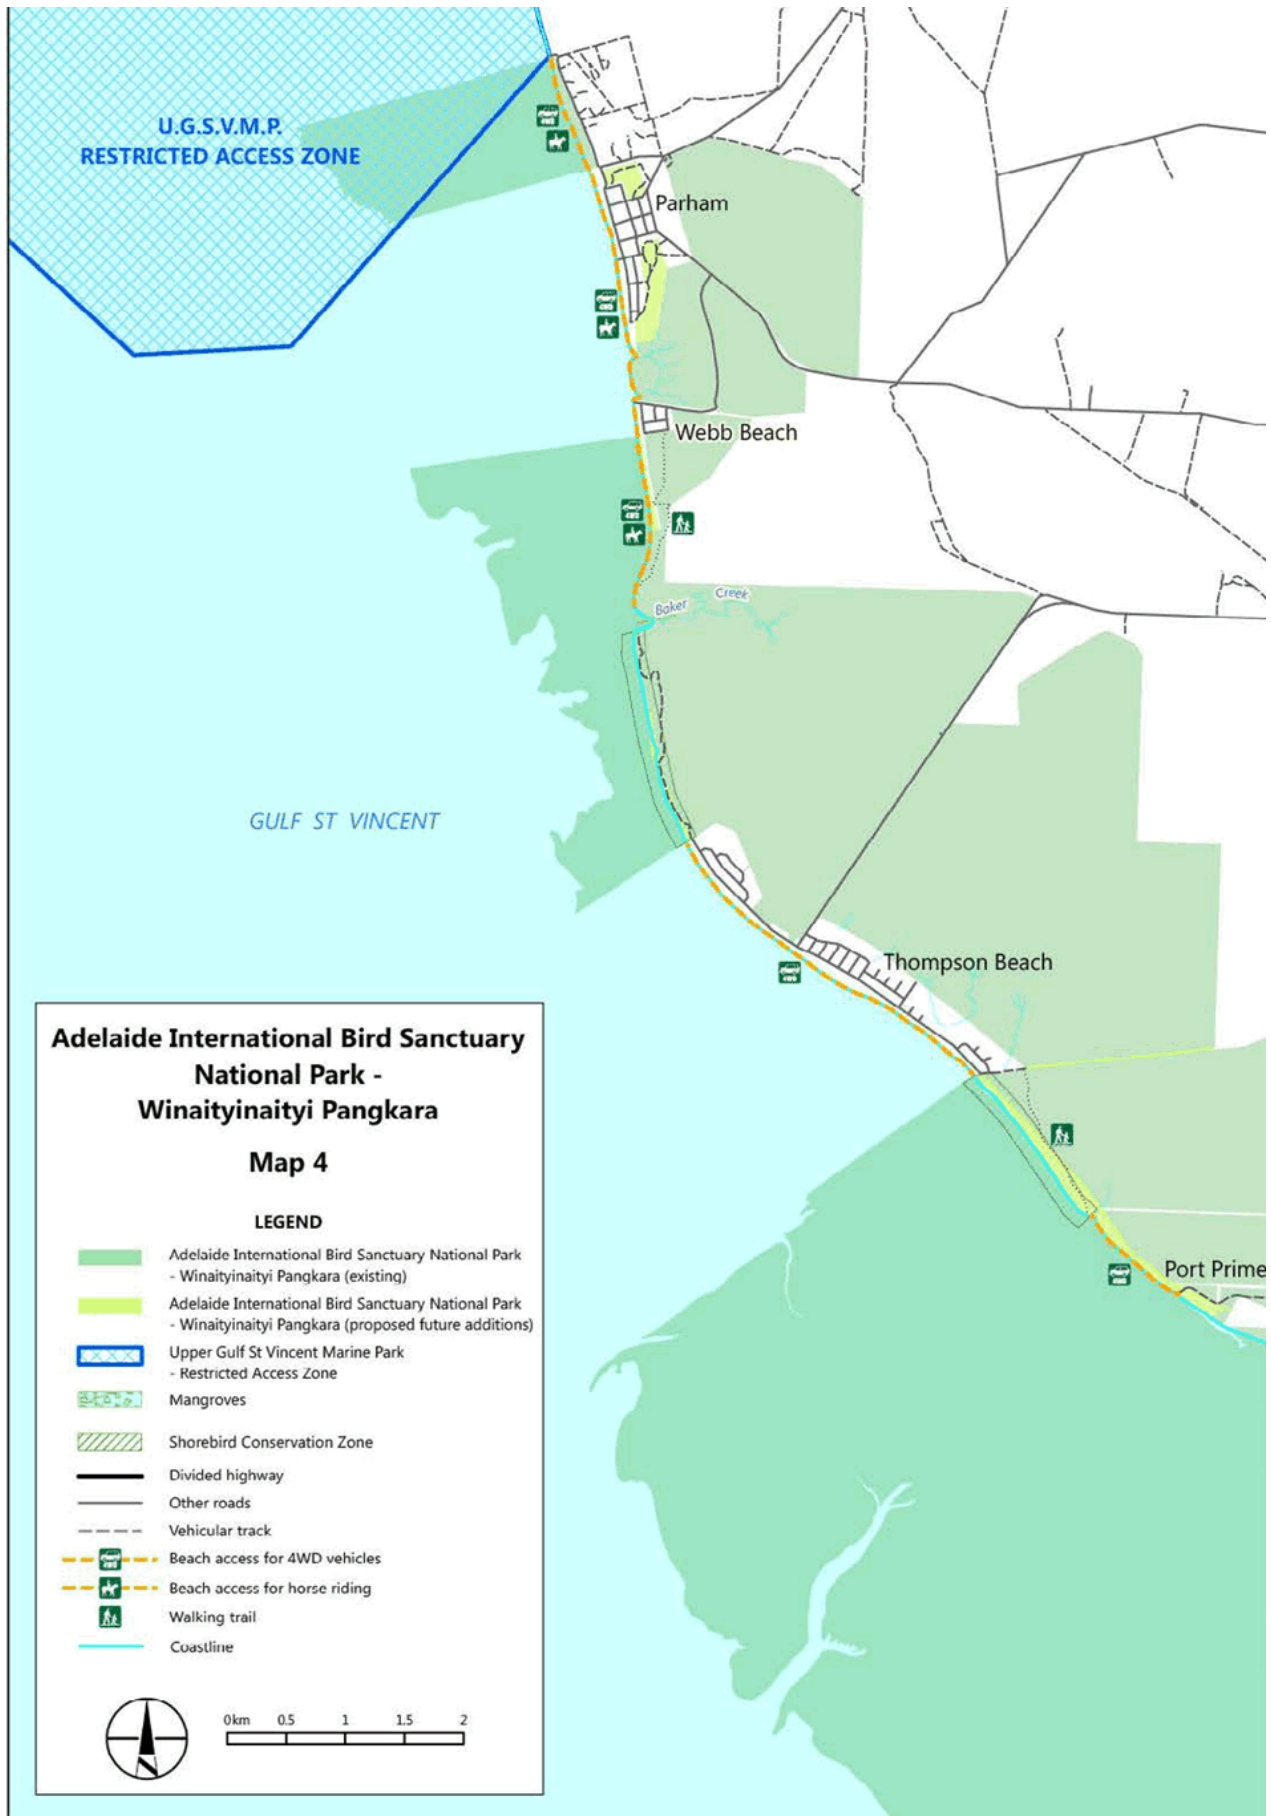 U.G.S.V.M.P.
RESTRICTED ACCESS ZONE
Parham
Webb Beach
Baker Creek
GULF ST VINCENT
Thompson Beach
Port Prime
Adelaide International Bird Sanctuary
National Park -
Winaityinaityi Pangkara
Map 4
LEGEND
Adelaide International Bird Sanctuary National Park
- Winaityinaityi Pangkara (existing)
Adelaide International Bird Sanctuary National Park
- Winaityinaityi Pangkara (proposed future additions)
Upper Gulf St Vincent Marine Park
- Restricted Access Zone
Mangroves
Shorebird Conservation Zone
Divided highway
Other roads
Vehicular track
Beach access for 4WD vehicles
Beach access for horse riding
Walking trail
Coastline
N
0km 0.5 1 1.5 2